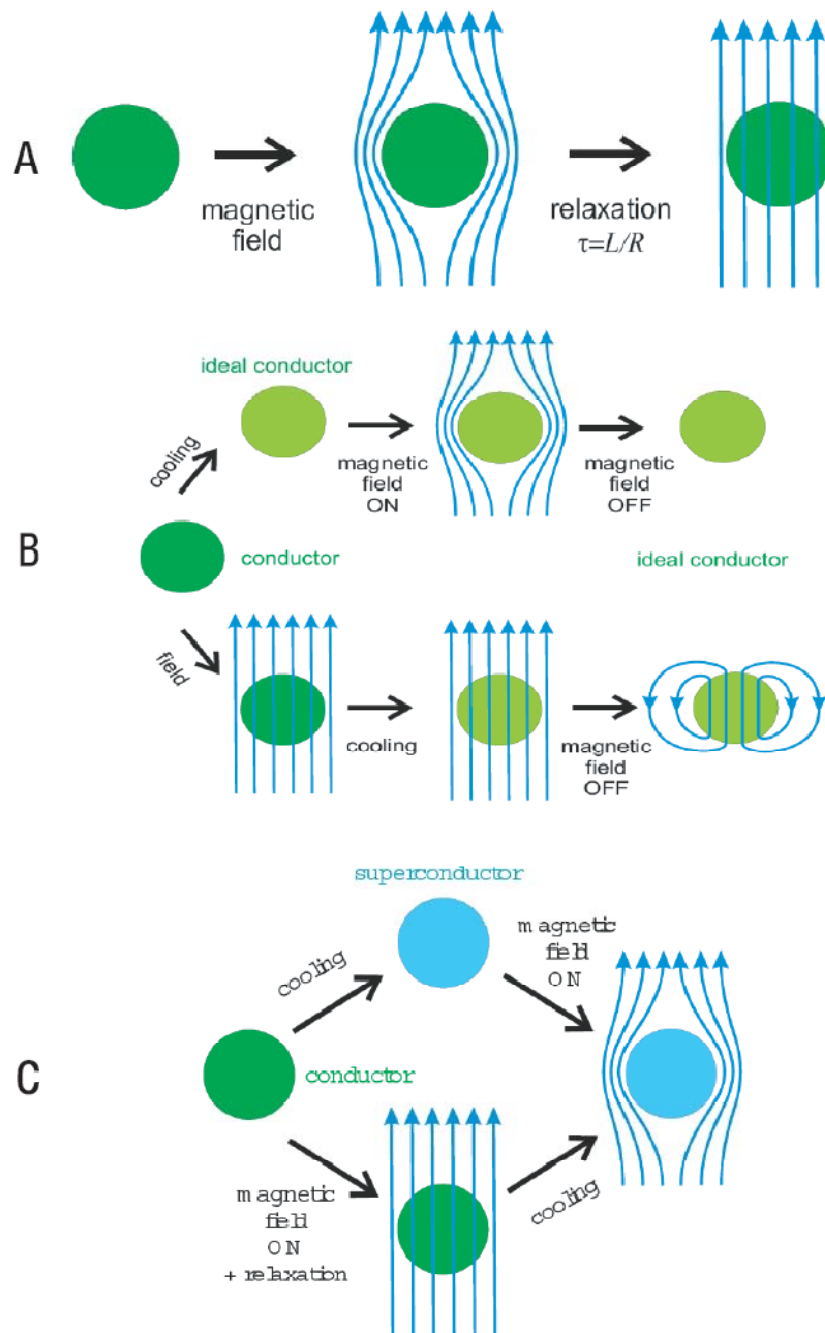 A
magnetic
field
relaxation
τ=L/R
B
ideal conductor
cooling
magnetic
field
ON
magnetic
field
OFF
conductor
ideal conductor
field
cooling
magnetic
field
OFF
C
superconductor
cooling
magnetic
field
ON
conductor
magnetic
field
ON
+ relaxation
cooling